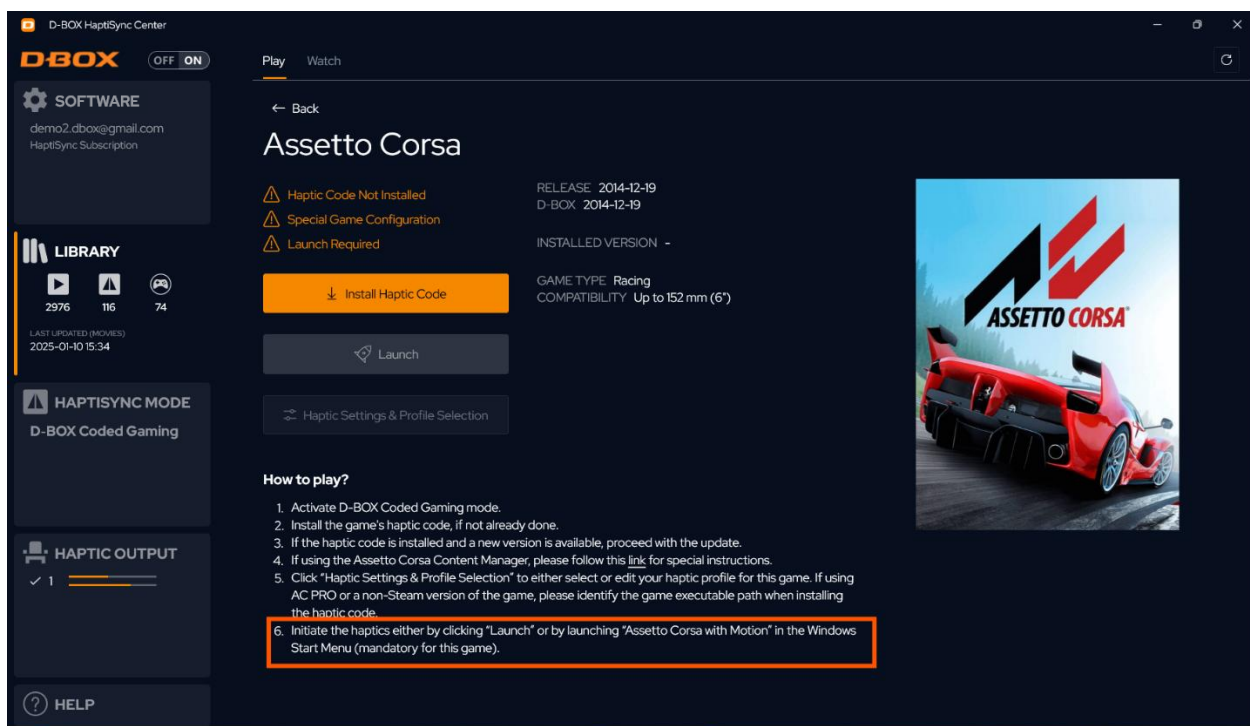 D-BOX HaptiSync Center
D-BOX
OFF ON
SOFTWARE
demo2.dbox@gmail.com
HaptiSync Subscription
LIBRARY
2976 116 74
LAST UPDATED (MOVIES)
2025-01-10 15:34
HAPTISYNC MODE
D-BOX Coded Gaming
HAPTIC OUTPUT
1
? HELP
Play Watch
← Back
Assetto Corsa
Haptic Code Not Installed
Special Game Configuration
Launch Required
RELEASE 2014-12-19
D-BOX 2014-12-19
INSTALLED VERSION -
GAME TYPE Racing
COMPATIBILITY Up to 152 mm (6")
Install Haptic Code
Launch
Haptic Settings & Profile Selection
ASSETTO CORSA
How to play?
1. Activate D-BOX Coded Gaming mode.
2. Install the game's haptic code, if not already done.
3. If the haptic code is installed and a new version is available, proceed with the update.
4. If using the Assetto Corsa Content Manager, please follow this link for special instructions.
5. Click "Haptic Settings & Profile Selection" to either select or edit your haptic profile for this game. If using
AC PRO or a non-Steam version of the game, please identify the game executable path when installing
the haptic code.
6. Initiate the haptics either by clicking "Launch" or by launching "Assetto Corsa with Motion" in the Windows
Start Menu (mandatory for this game).